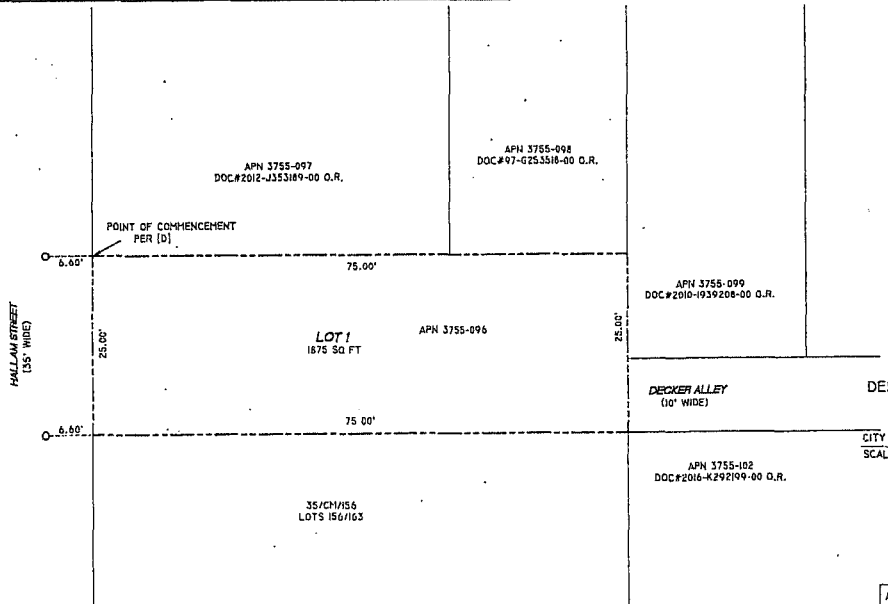 APN 3755-097
DOC#2012-J353189-00 O.R.
APN 3755-098
DOC#97-G253518-00 O.R.
POINT OF COMMENCEMENT
PER [D]
6.60'
75.00'
APN 3755-099
DOC#2010-I939208-00 O.R.
HALLAM STREET
(35' WIDE)
25.00'
LOT 1
1875 SQ FT
APN 3755-096
25.00'
DECKER ALLEY
(10' WIDE)
6.60'
75.00'
CITY
SCAL
APN 3755-102
DOC#2016-K292199-00 O.R.
35/CM/156
LOTS 156/163